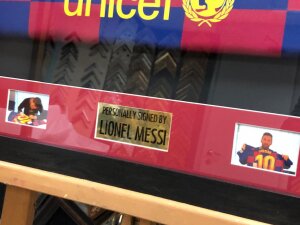 unicef
PERSONALLY SIGNED BY
LIONEL MESSI
10